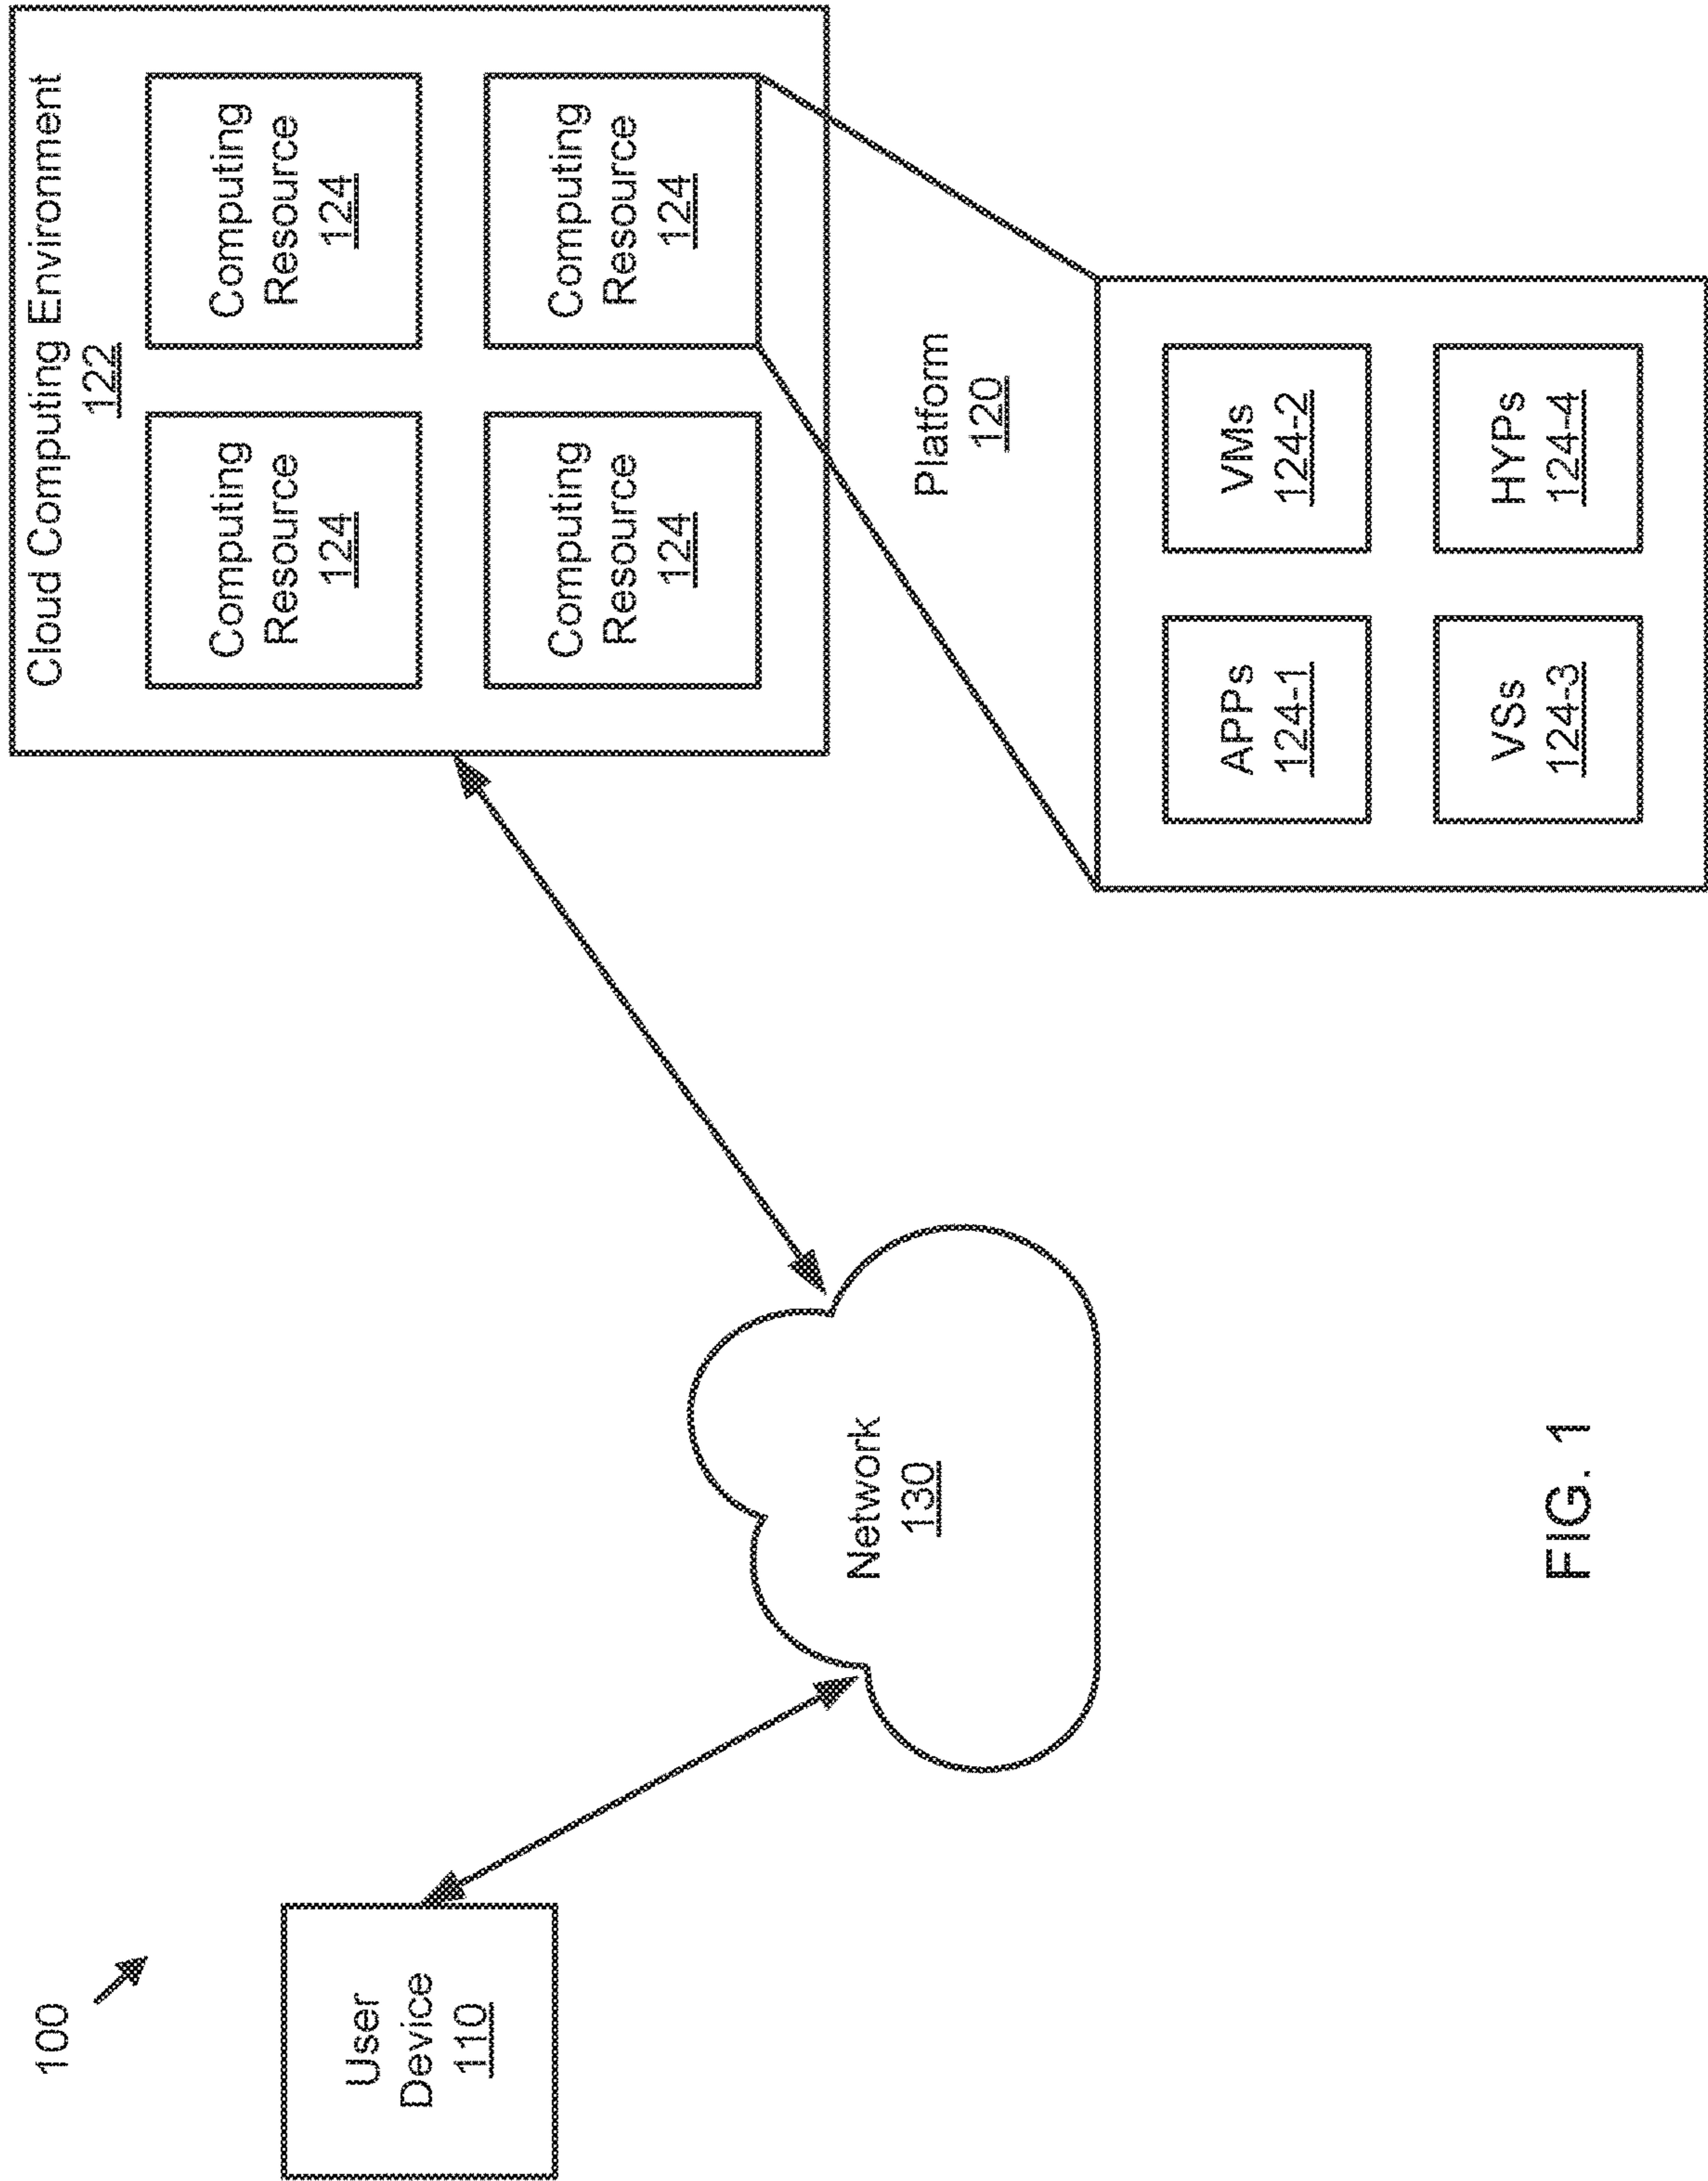 100
User
Device
110
Network
130
Cloud Computing Environment
122
Computing
Resource
124
Computing
Resource
124
Computing
Resource
124
Computing
Resource
124
Platform
120
APPs
124-1
VMs
124-2
VSs
124-3
HYPs
124-4
FIG. 1